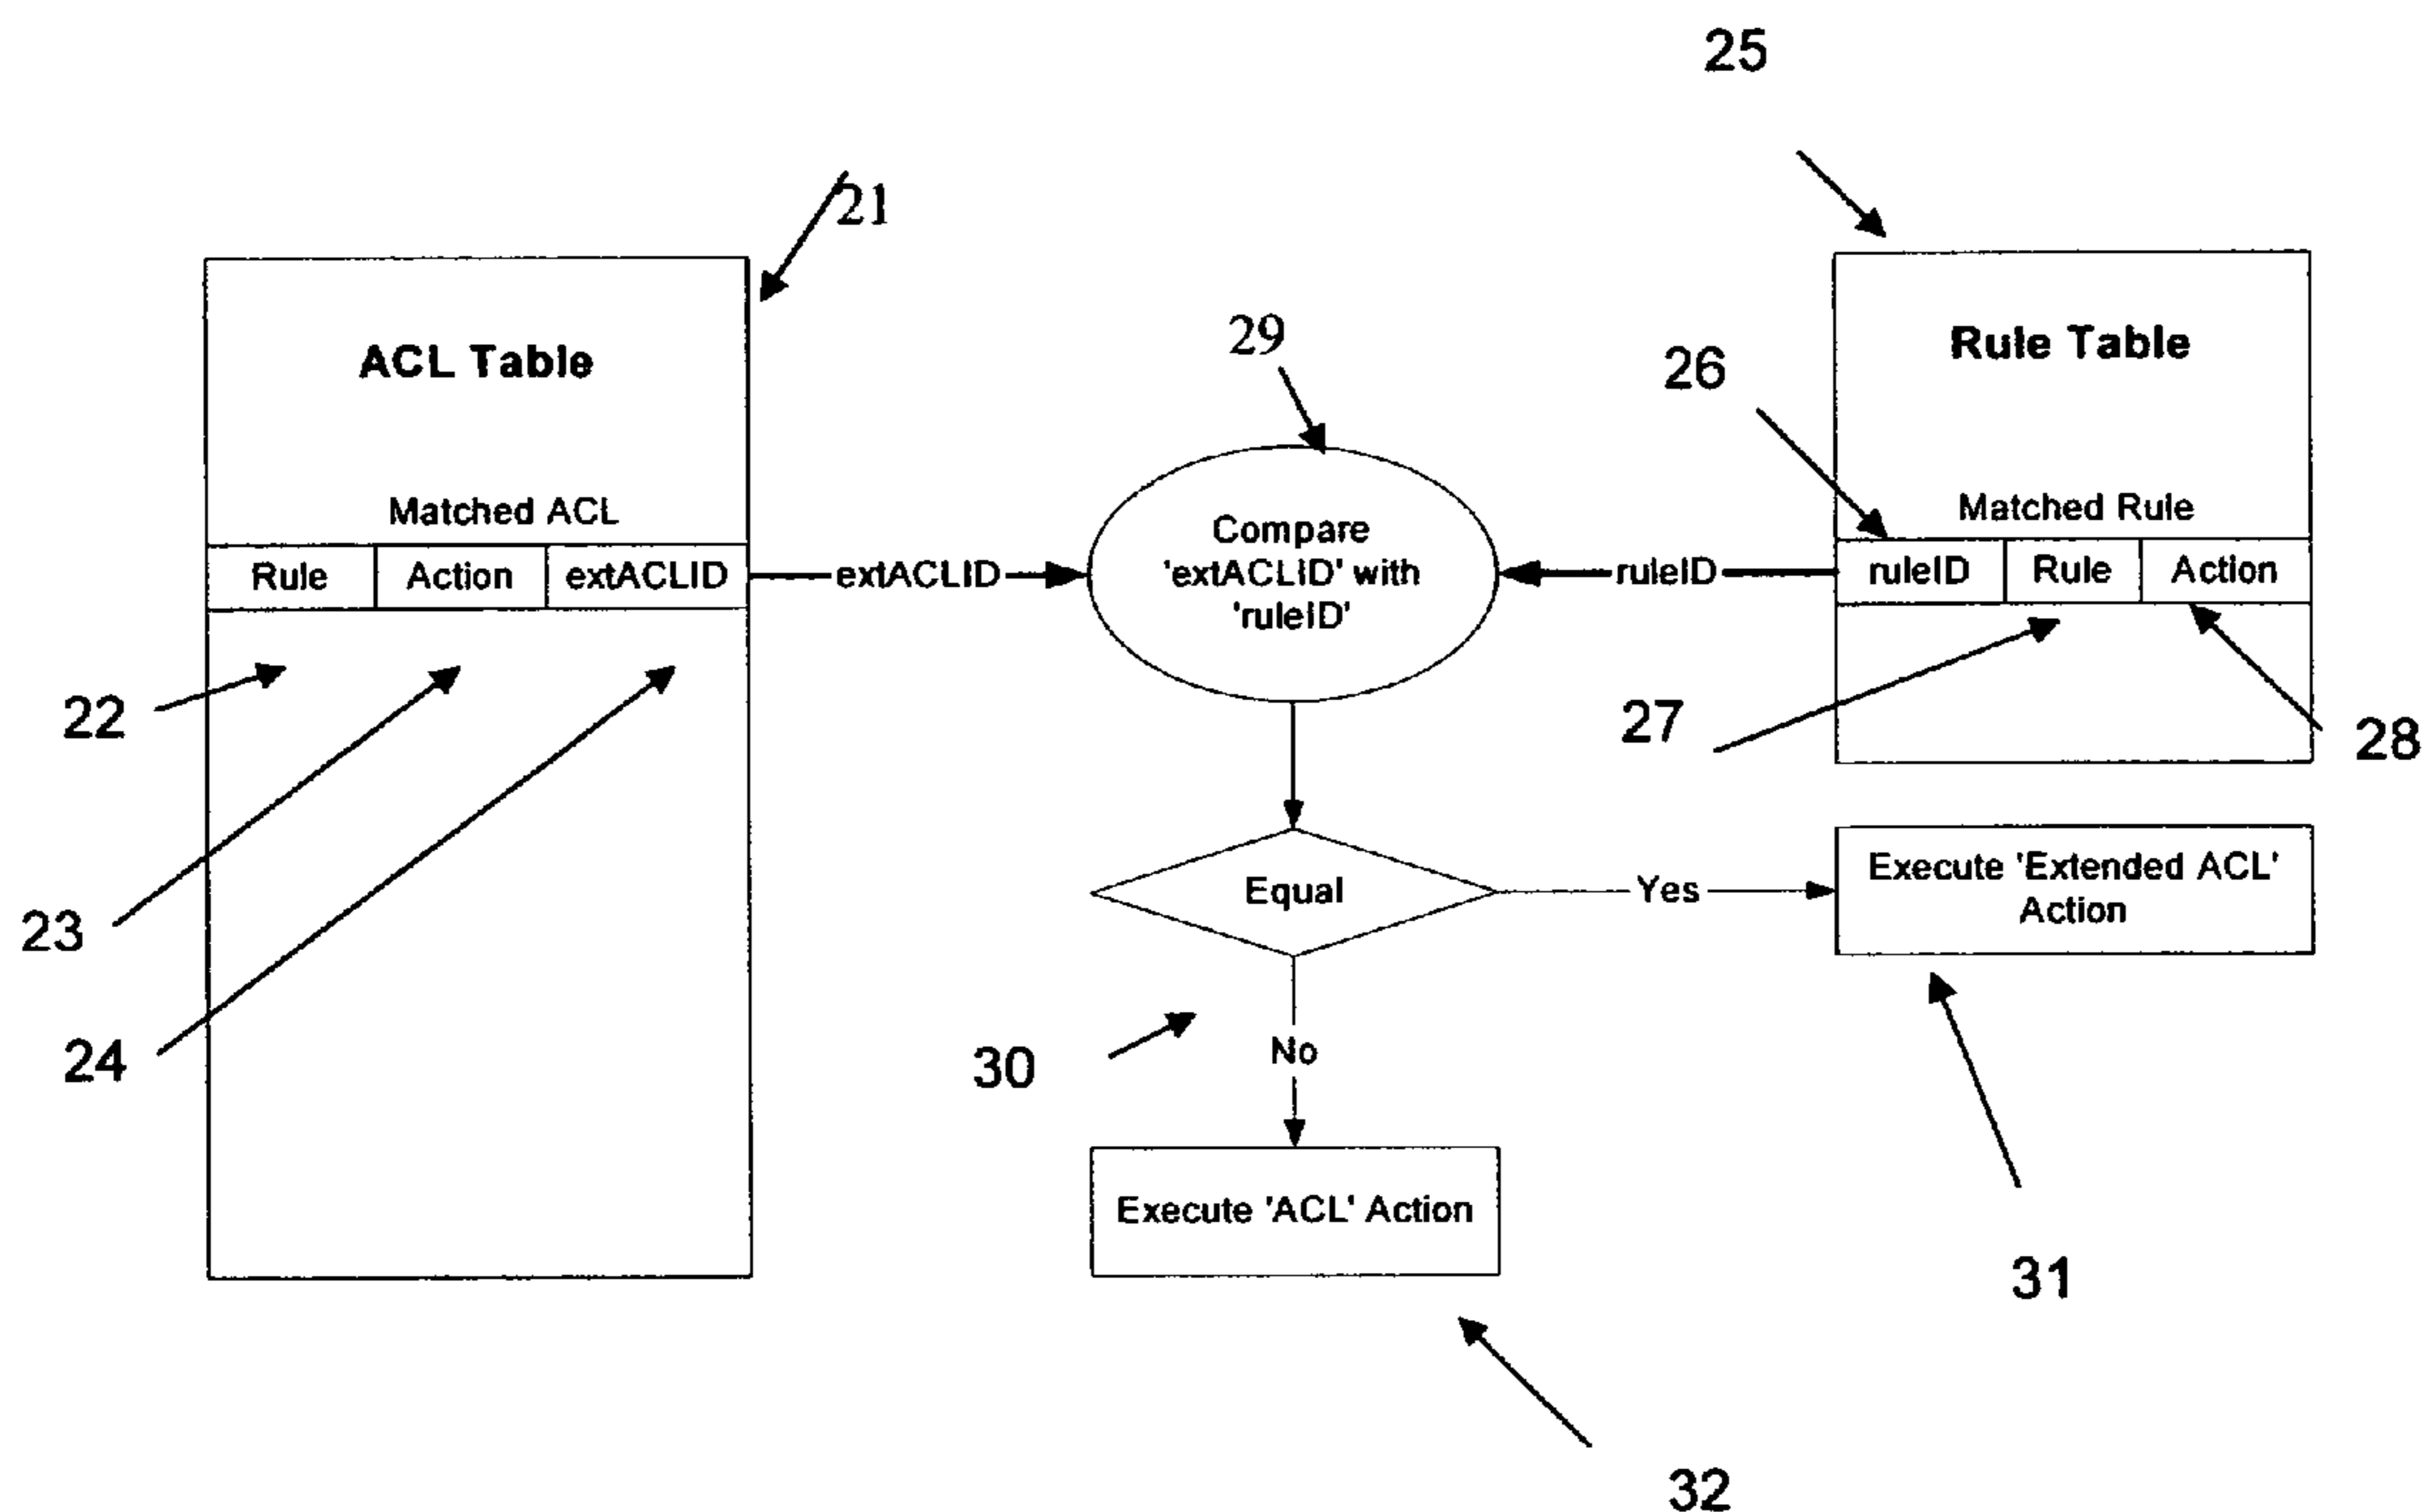 25
21
29
ACL Table
Rule Table
26
Matched ACL
Matched Rule
Rule Action extACLID
extACLID
Compare
'extACLID' with
'ruleID'
ruleID
ruleID Rule Action
22
27
28
23
24
Equal
Yes
Execute 'Extended ACL'
Action
30
No
Execute 'ACL' Action
31
32